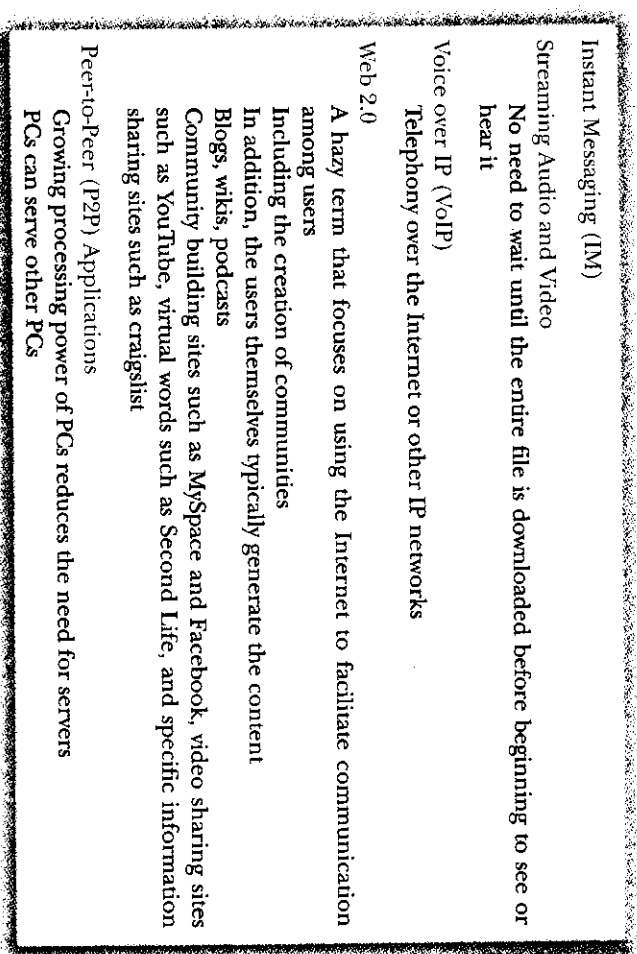 Instant Messaging (IM)
Streaming Audio and Video
No need to wait until the entire file is downloaded before beginning to see or
hear it
Voice over IP (VoIP)
Telephony over the Internet or other IP networks
Web 2.0
A hazy term that focuses on using the Internet to facilitate communication
among users
Including the creation of communities
In addition, the users themselves typically generate the content
Blogs, wikis, podcasts
Community building sites such as MySpace and Facebook, video sharing sites
such as YouTube, virtual words such as Second Life, and specific information
sharing sites such as craigslist
Peer-to-Peer (P2P) Applications
Growing processing power of PCs reduces the need for servers
PCs can serve other PCs